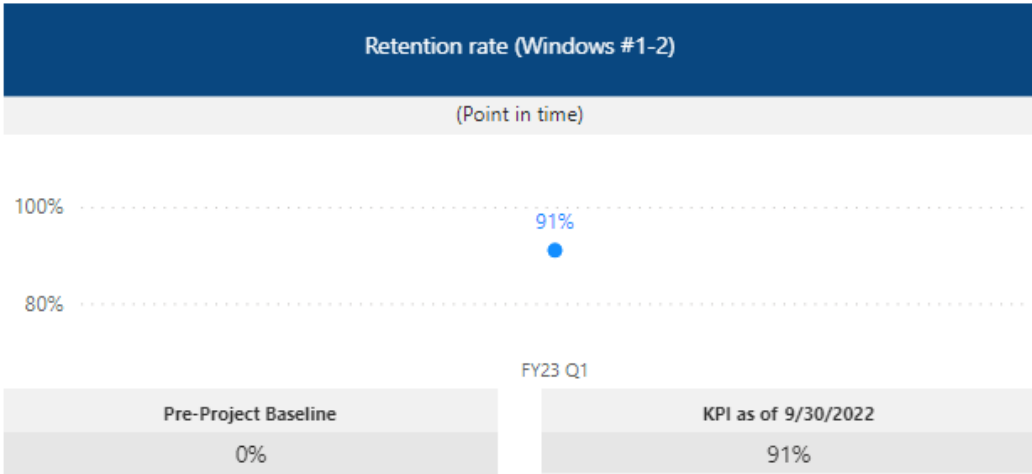 Retention rate (Windows #1-2)
(Point in time)
100%
91%
80%
FY23 Q1
Pre-Project Baseline
KPI as of 9/30/2022
0%
91%